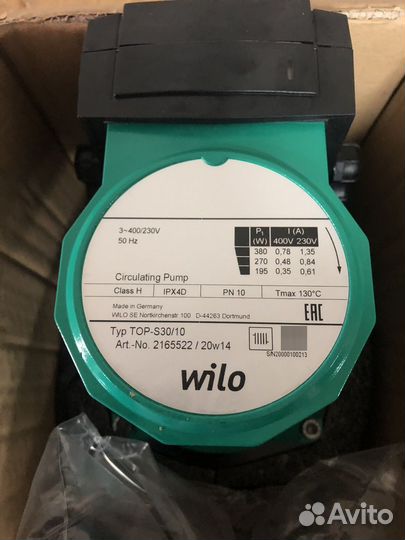 3~400/230V
50 Hz
P₁ I (A)
(W) 400V 230V
380 0,78 1,35
270 0,48 0,84
195 0,35 0,61
Circulating Pump
Class H IPX4D PN 10 Tmax 130°C
Made in Germany
WILO SE Nortkirchenstr. 100 D-44263 Dortmund
EAC
Typ TOP-S30/10
Art.-No. 2165522 / 20w14
S/N20000100213
wilo
Avito